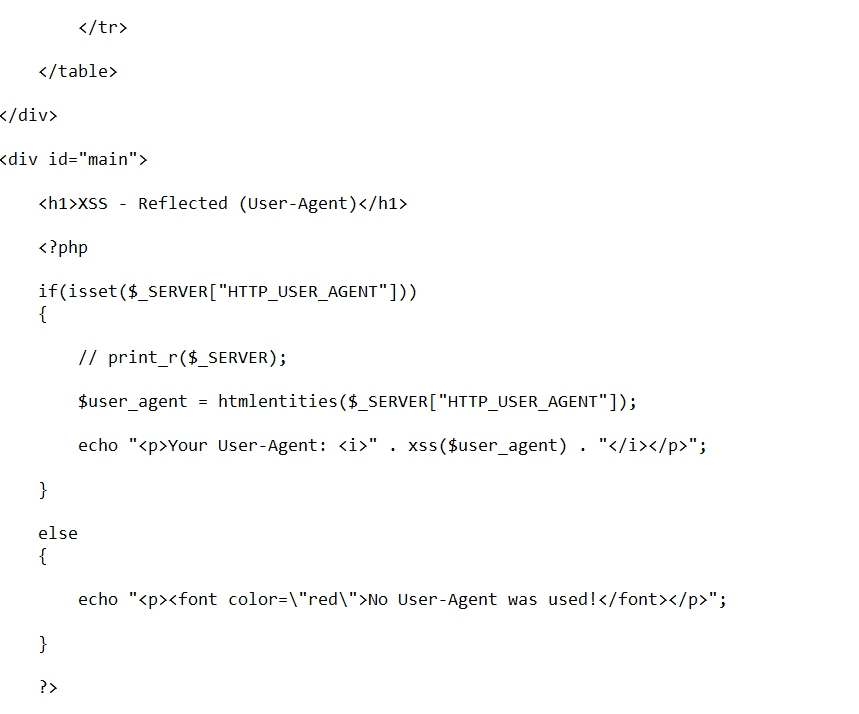 </tr>
</table>
</div>
<div id="main">
<h1>XSS - Reflected (User-Agent)</h1>
<?php
if(isset($_SERVER["HTTP_USER_AGENT"]))
{
// print_r($_SERVER);
$user_agent = htmlentities($_SERVER["HTTP_USER_AGENT"]);
echo "<p>Your User-Agent: <i>" . xss($user_agent) . "</i></p>";
}
else
{
echo "<p><font color=\"red\">No User-Agent was used!</font></p>";
}
?>